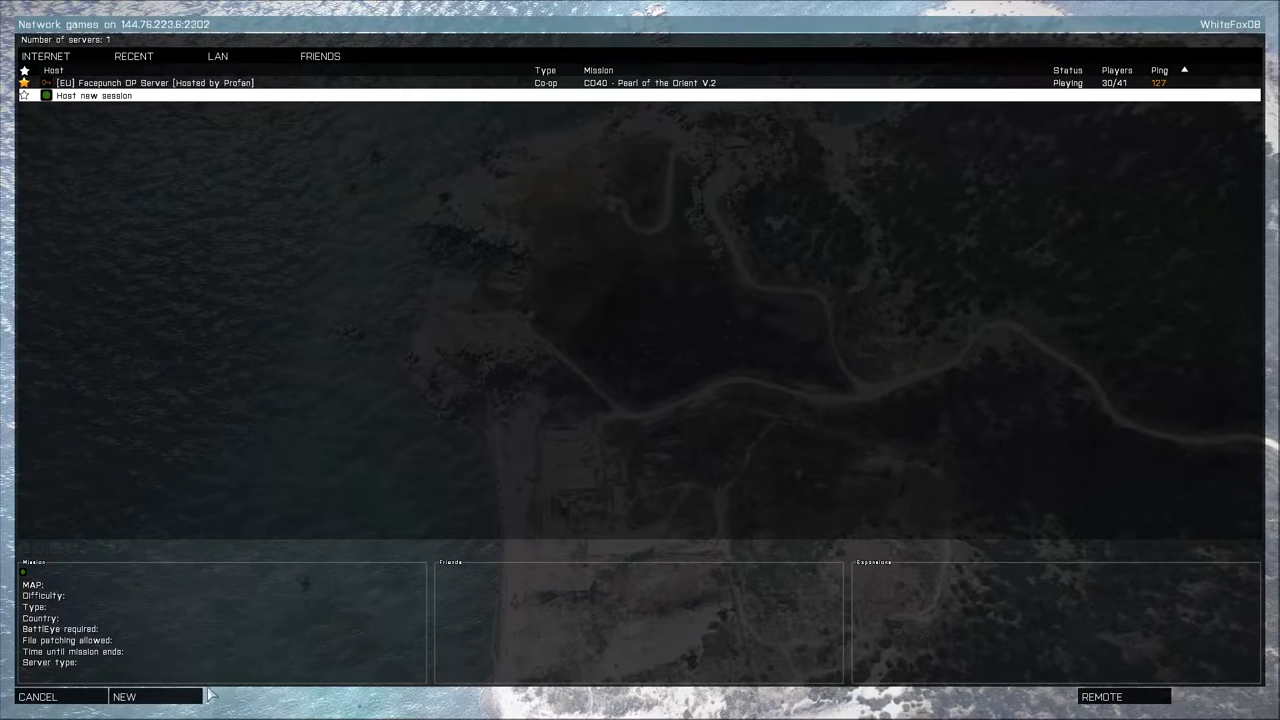 Network games on 144.76.223.6:2302 WhiteFoxDB
Number of servers: 1
INTERNET RECENT LAN FRIENDS
Host Type Mission Status Players Ping
[EU] Facepunch OP Server [Hosted by Profan] Co-op CO40 - Pearl of the Orient V.2 Playing 30/41 127
Host new session
Mission Friends Expansions
MAP:
Difficulty:
Type:
Country:
BattlEye required:
File patching allowed:
Time until mission ends:
Server type:
CANCEL NEW REMOTE